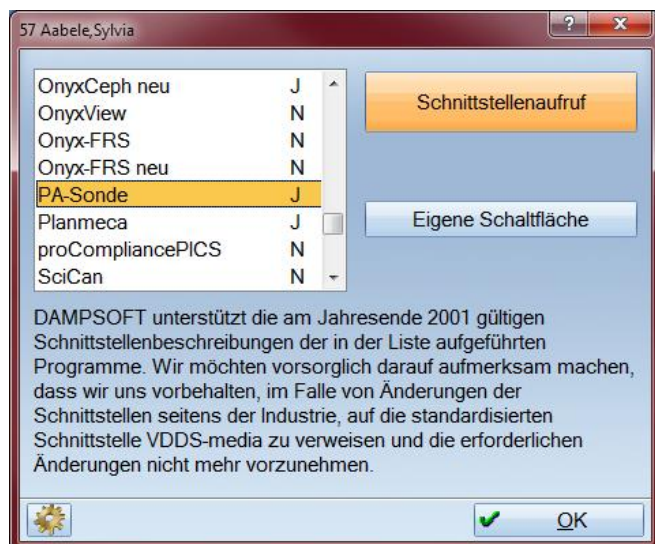 57 Aabele,Sylvia
?
X
OnyxCeph neu J
OnyxView N
Onyx-FRS N
Onyx-FRS neu N
PA-Sonde J
Planmeca J
proCompliancePICS N
SciCan N
Schnittstellenaufruf
Eigene Schaltfläche
DAMPSOFT unterstützt die am Jahresende 2001 gültigen
Schnittstellenbeschreibungen der in der Liste aufgeführten
Programme. Wir möchten vorsorglich darauf aufmerksam machen,
dass wir uns vorbehalten, im Falle von Änderungen der
Schnittstellen seitens der Industrie, auf die standardisierten
Schnittstelle VDDS-media zu verweisen und die erforderlichen
Änderungen nicht mehr vorzunehmen.
OK